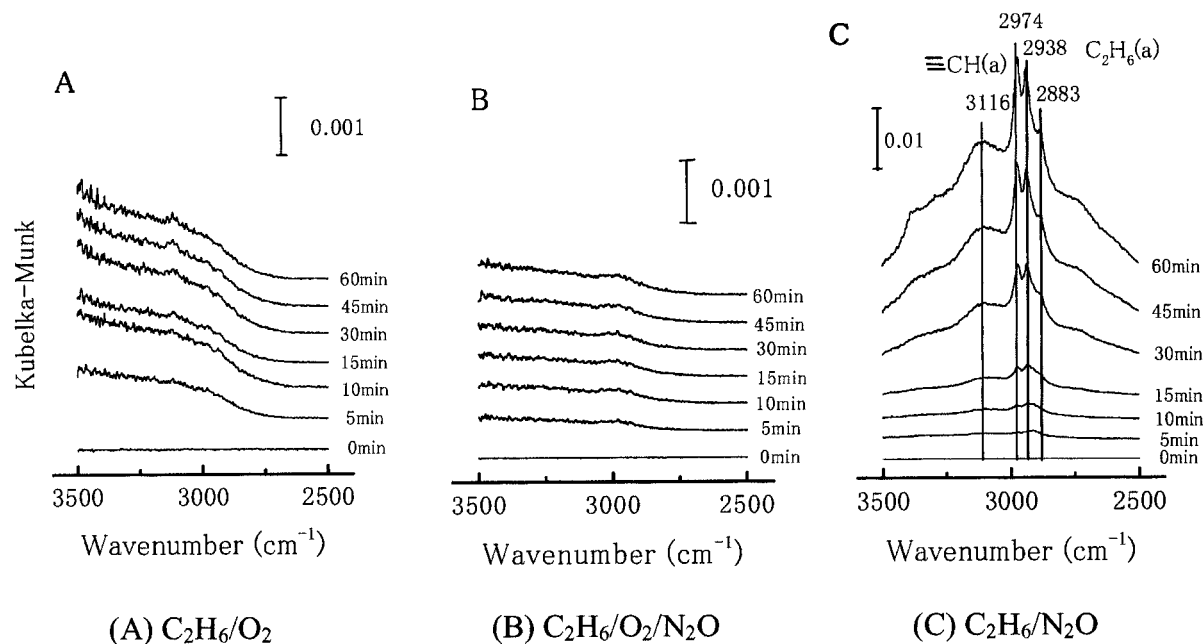 A
0.001
60min
45min
30min
15min
10min
5min
0min
3500 3000 2500
Wavenumber (cm⁻¹)
Kubelka-Munk
(A) C₂H₆/O₂
B
0.001
60min
45min
30min
15min
10min
5min
0min
3500 3000 2500
Wavenumber (cm⁻¹)
(B) C₂H₆/O₂/N₂O
C
2974
2938 C₂H₆(a)
≡CH(a)
3116 2883
0.01
60min
45min
30min
15min
10min
5min
0min
3500 3000 2500
Wavenumber (cm⁻¹)
(C) C₂H₆/N₂O